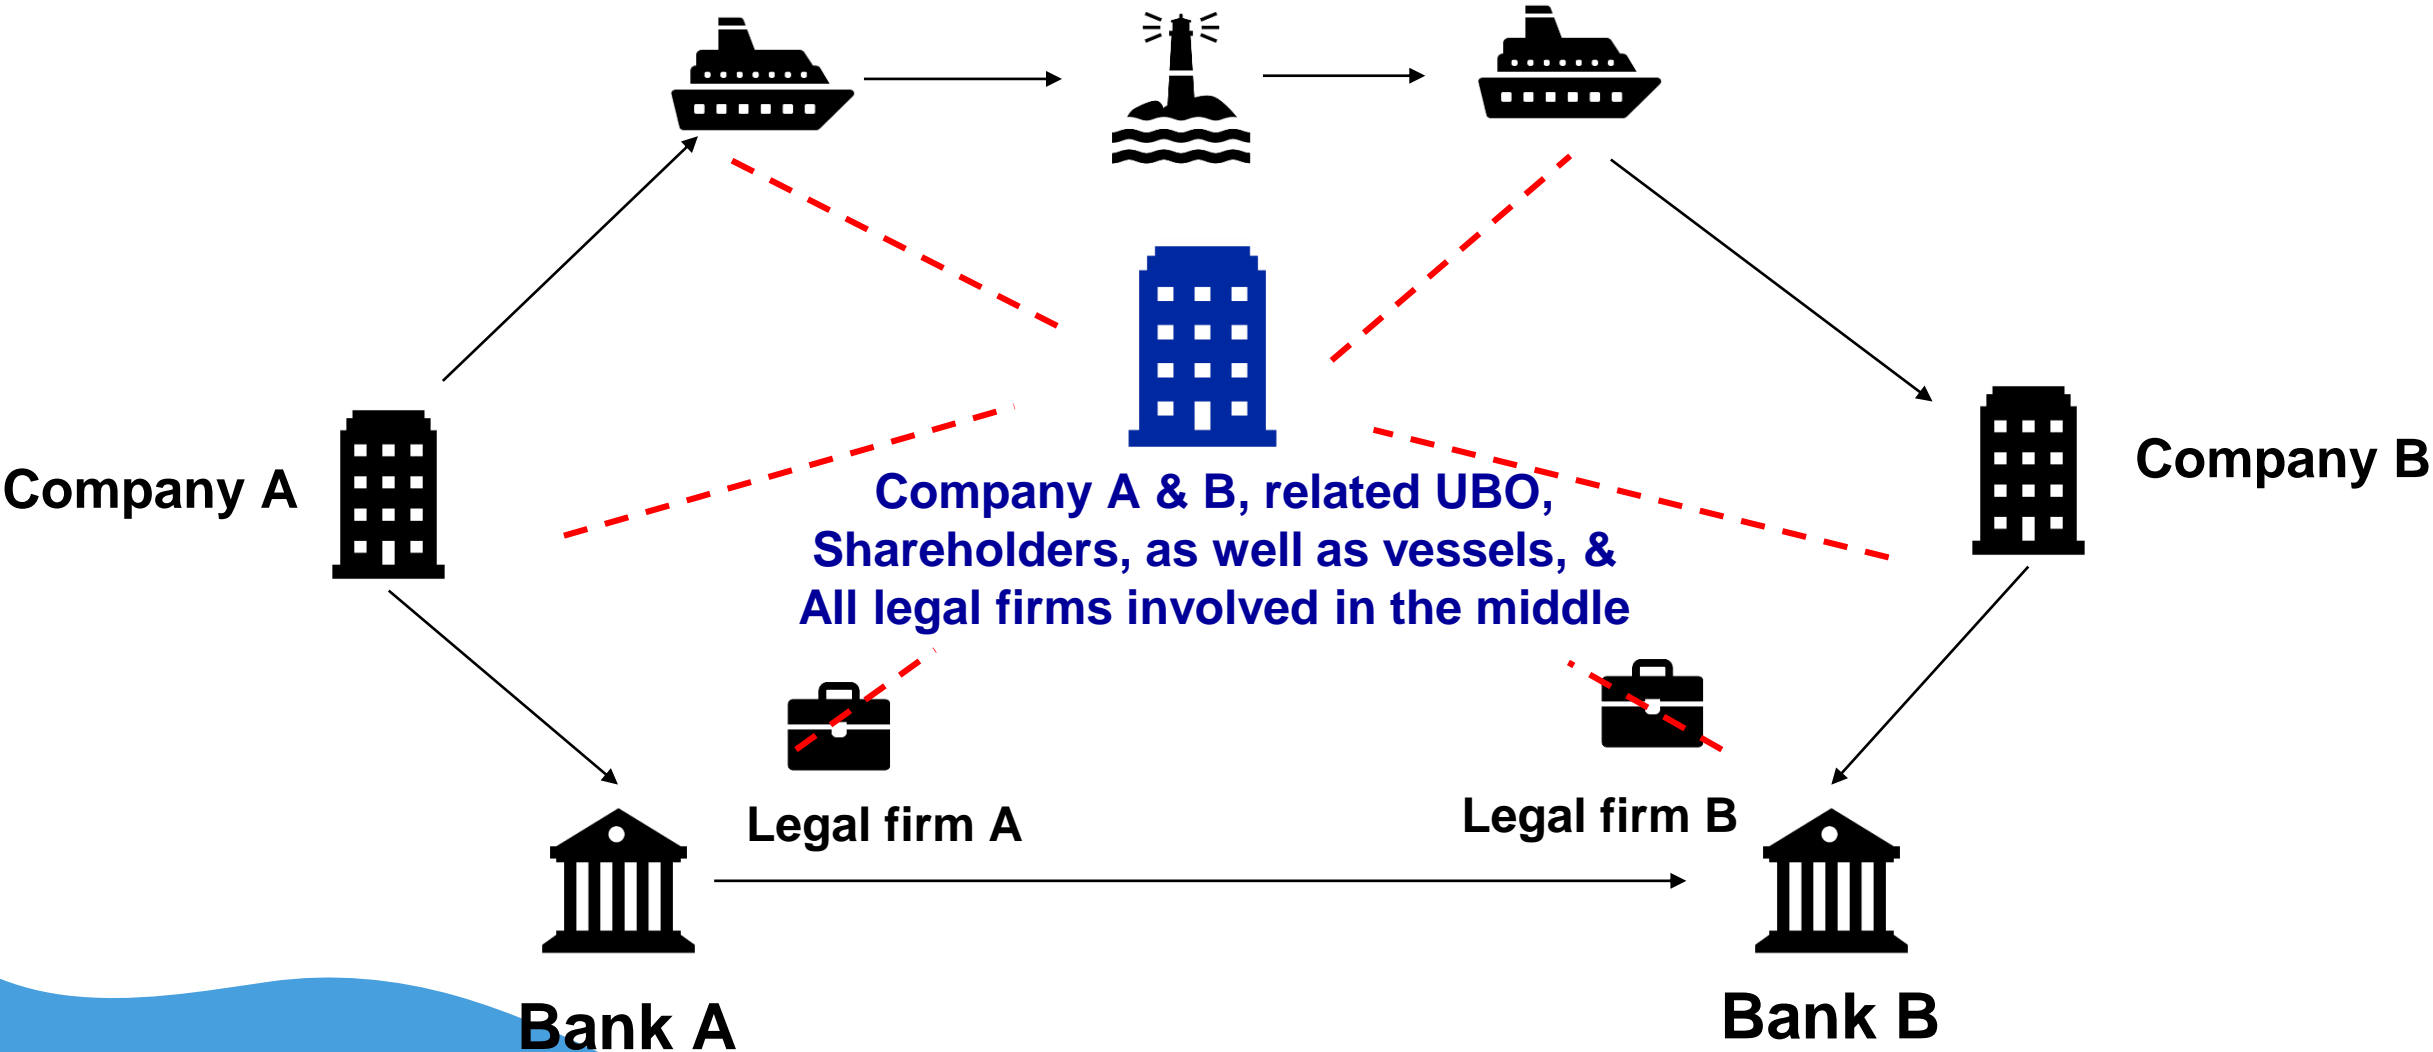 Company A
Company B
Company A & B, related UBO,
Shareholders, as well as vessels, &
All legal firms involved in the middle
Legal firm A
Legal firm B
Bank A
Bank B